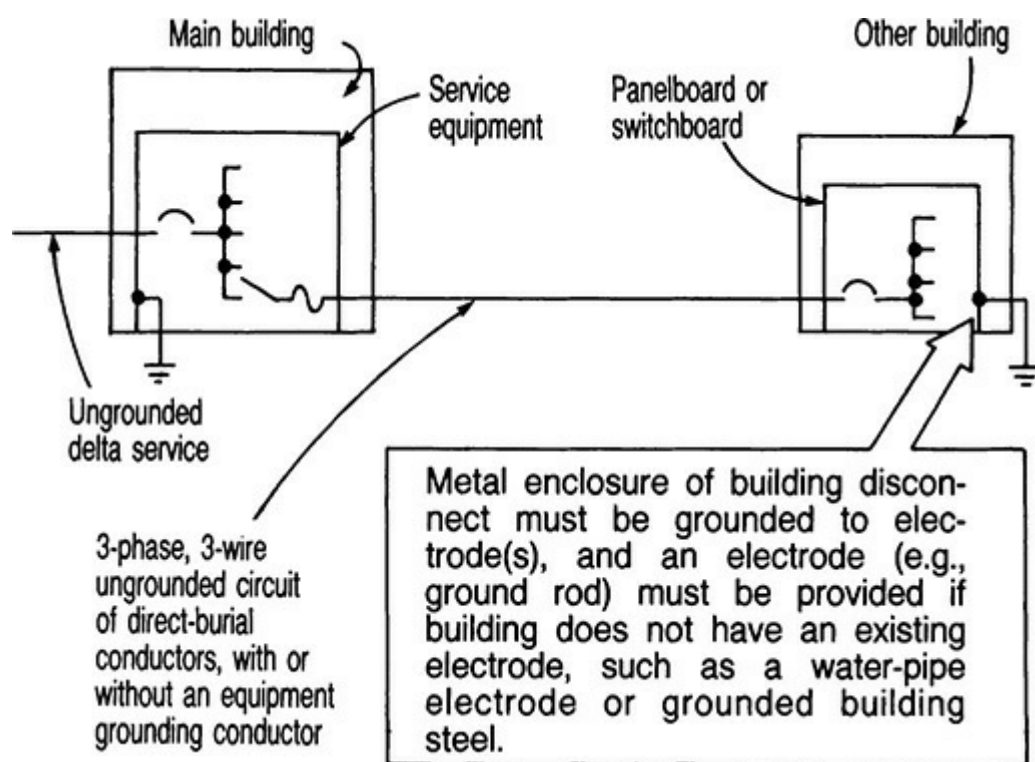 Main building
Other building
Service
equipment
Panelboard or
switchboard
Ungrounded
delta service
3-phase, 3-wire
ungrounded circuit
of direct-burial
conductors, with or
without an equipment
grounding conductor
Metal enclosure of building discon-
nect must be grounded to elec-
trode(s), and an electrode (e.g.,
ground rod) must be provided if
building does not have an existing
electrode, such as a water-pipe
electrode or grounded building
steel.